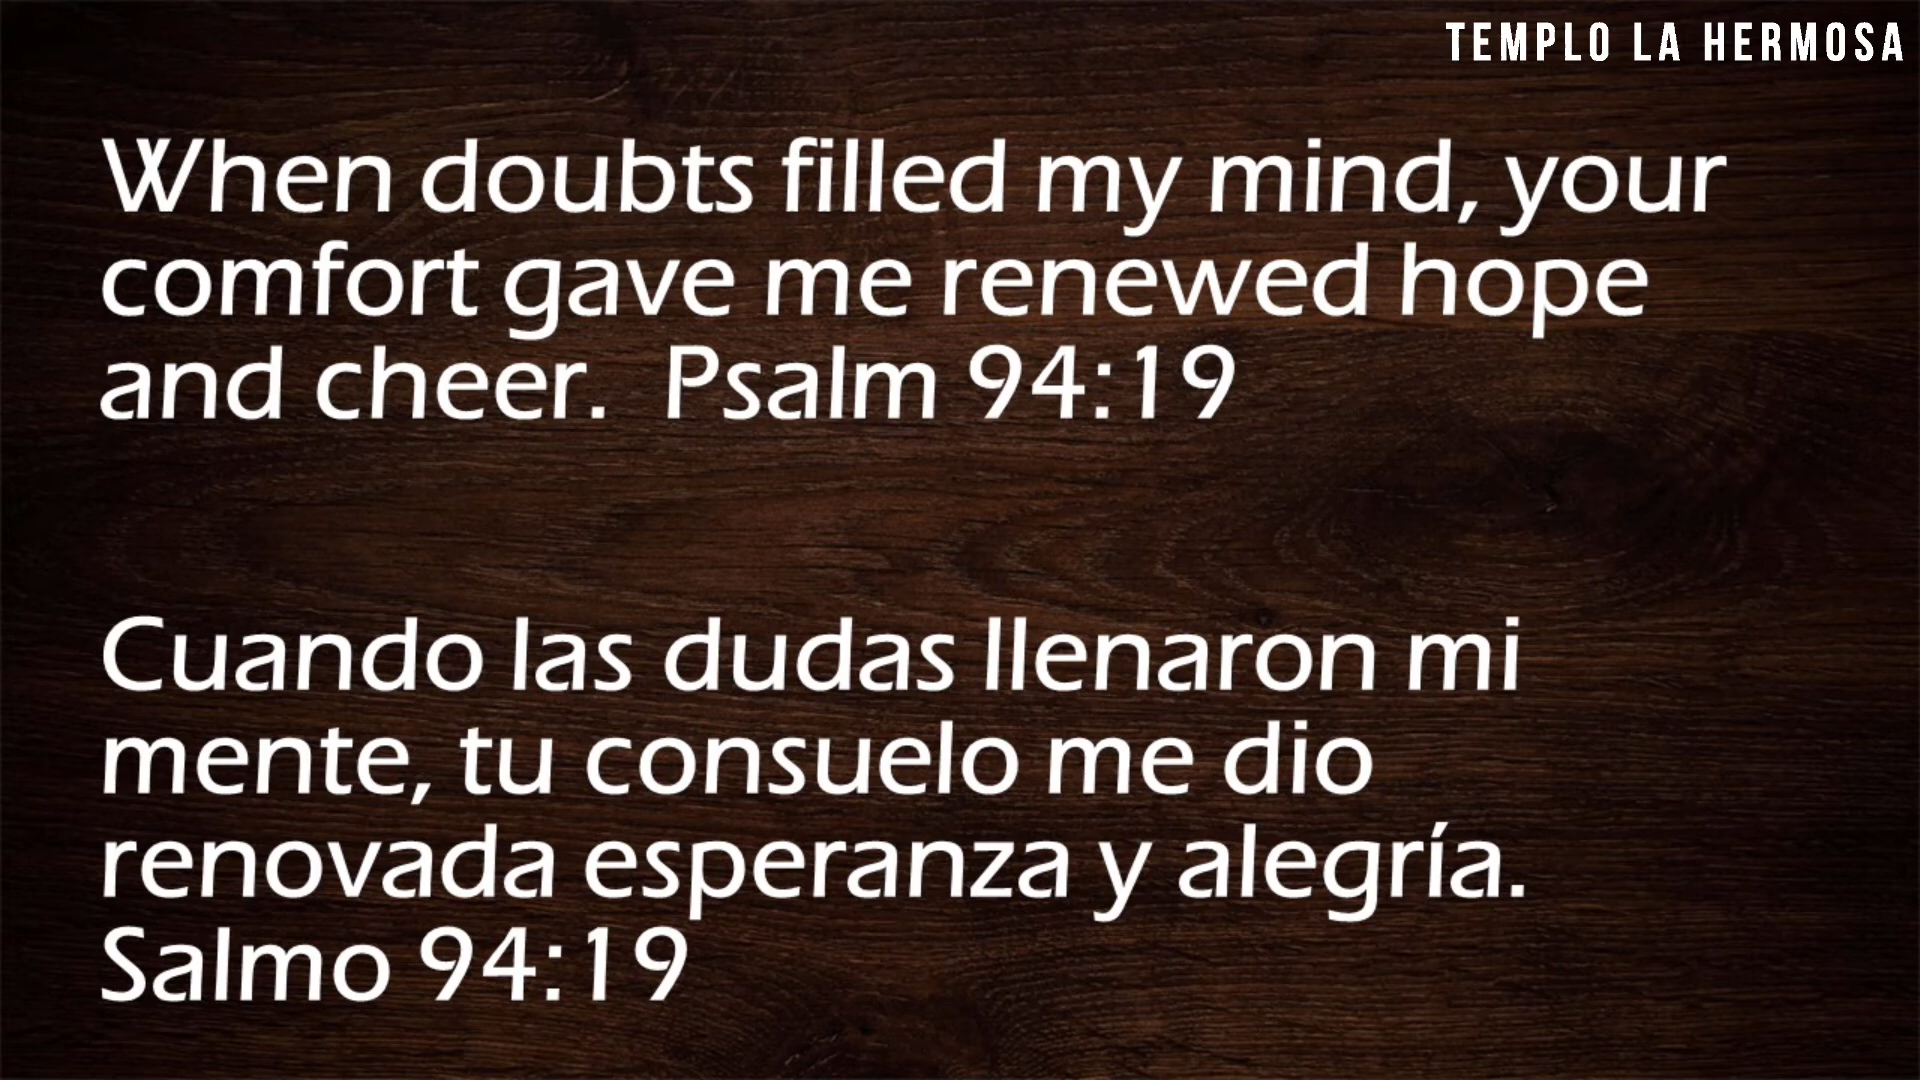 TEMPLO LA HERMOSA
When doubts filled my mind, your
comfort gave me renewed hope
and cheer.  Psalm 94:19
Cuando las dudas llenaron mi
mente, tu consuelo me dio
renovada esperanza y alegría.
Salmo 94:19